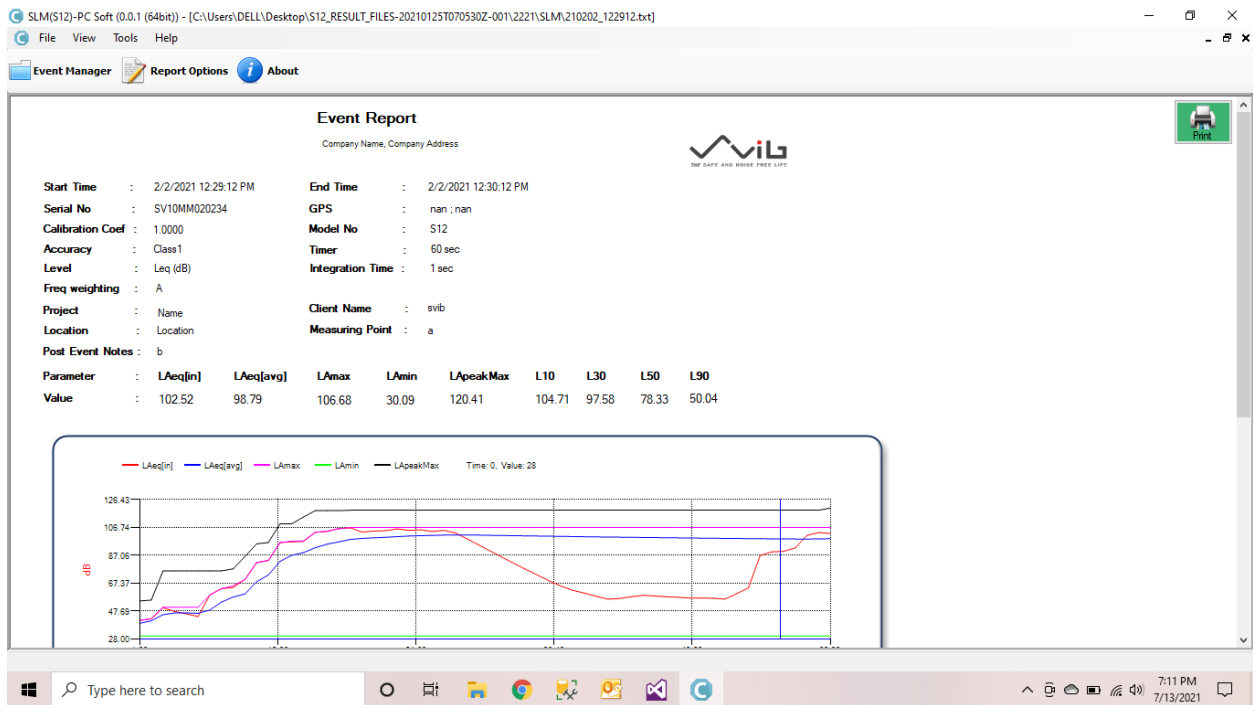 SLM(S12)-PC Soft (0.0.1 (64bit)) - [C:\Users\DELL\Desktop\S12_RESULT_FILES-20210125T070530Z-001\2221\SLM\210202_122912.txt]
File View Tools Help
Event Manager Report Options About
Event Report
Print
Company Name, Company Address
vib
THE SAFE AND NOISE FREE LIFE
Start Time : 2/2/2021 12:29:12 PM End Time : 2/2/2021 12:30:12 PM
Serial No : SV10MM020234 GPS : nan ; nan
Calibration Coef : 1.0000 Model No : S12
Accuracy : Class1 Timer : 60 sec
Level : Leq (dB) Integration Time : 1 sec
Freq weighting : A
Project : Name Client Name : svib
Location : Location Measuring Point : a
Post Event Notes : b
Parameter : LAeq[in] LAeq[avg] LAmax LAmin LApeakMax L10 L30 L50 L90
Value : 102.52 98.79 106.68 30.09 120.41 104.71 97.58 78.33 50.04
LAeq[in] LAeq[avg] LAmax LAmin LApeakMax Time: 0, Value: 28
126.43
106.74
87.06
dB
67.37
47.69
28.00
Type here to search
7:11 PM
7/13/2021